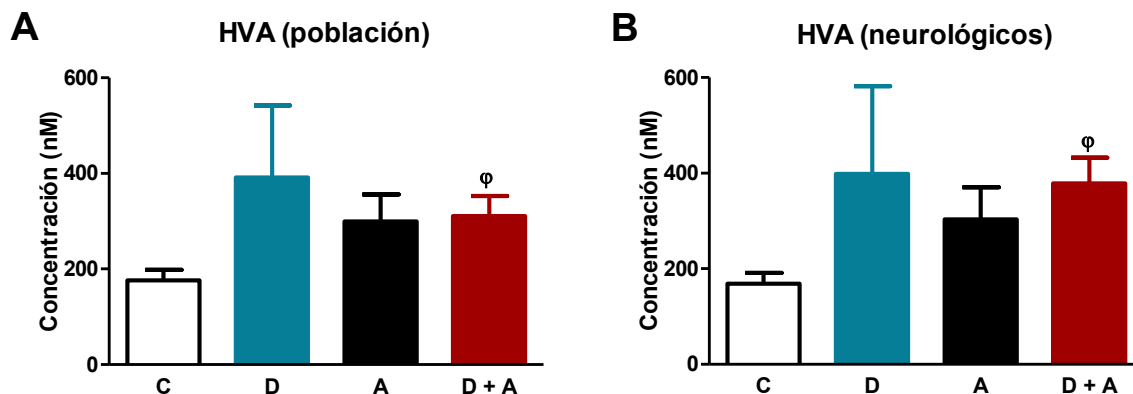 A
HVA (población)
Concentración (nM)
600
400
200
0
φ
C D A D + A
B
HVA (neurológicos)
Concentración (nM)
600
400
200
0
φ
C D A D + A